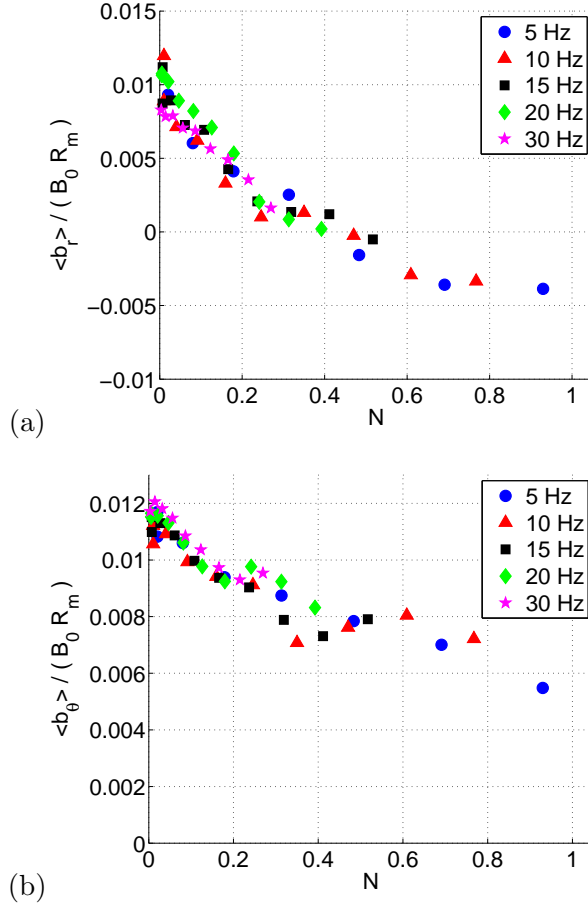 0.015
0.01
0.005
0
−0.005
−0.01
<b_r> / ( B_0 R_m )
0 0.2 0.4 0.6 0.8 1
N
5 Hz
10 Hz
15 Hz
20 Hz
30 Hz
(a)
0.012
0.01
0.008
0.006
0.004
0.002
0
<b_θ> / ( B_0 R_m )
0 0.2 0.4 0.6 0.8 1
N
5 Hz
10 Hz
15 Hz
20 Hz
30 Hz
(b)